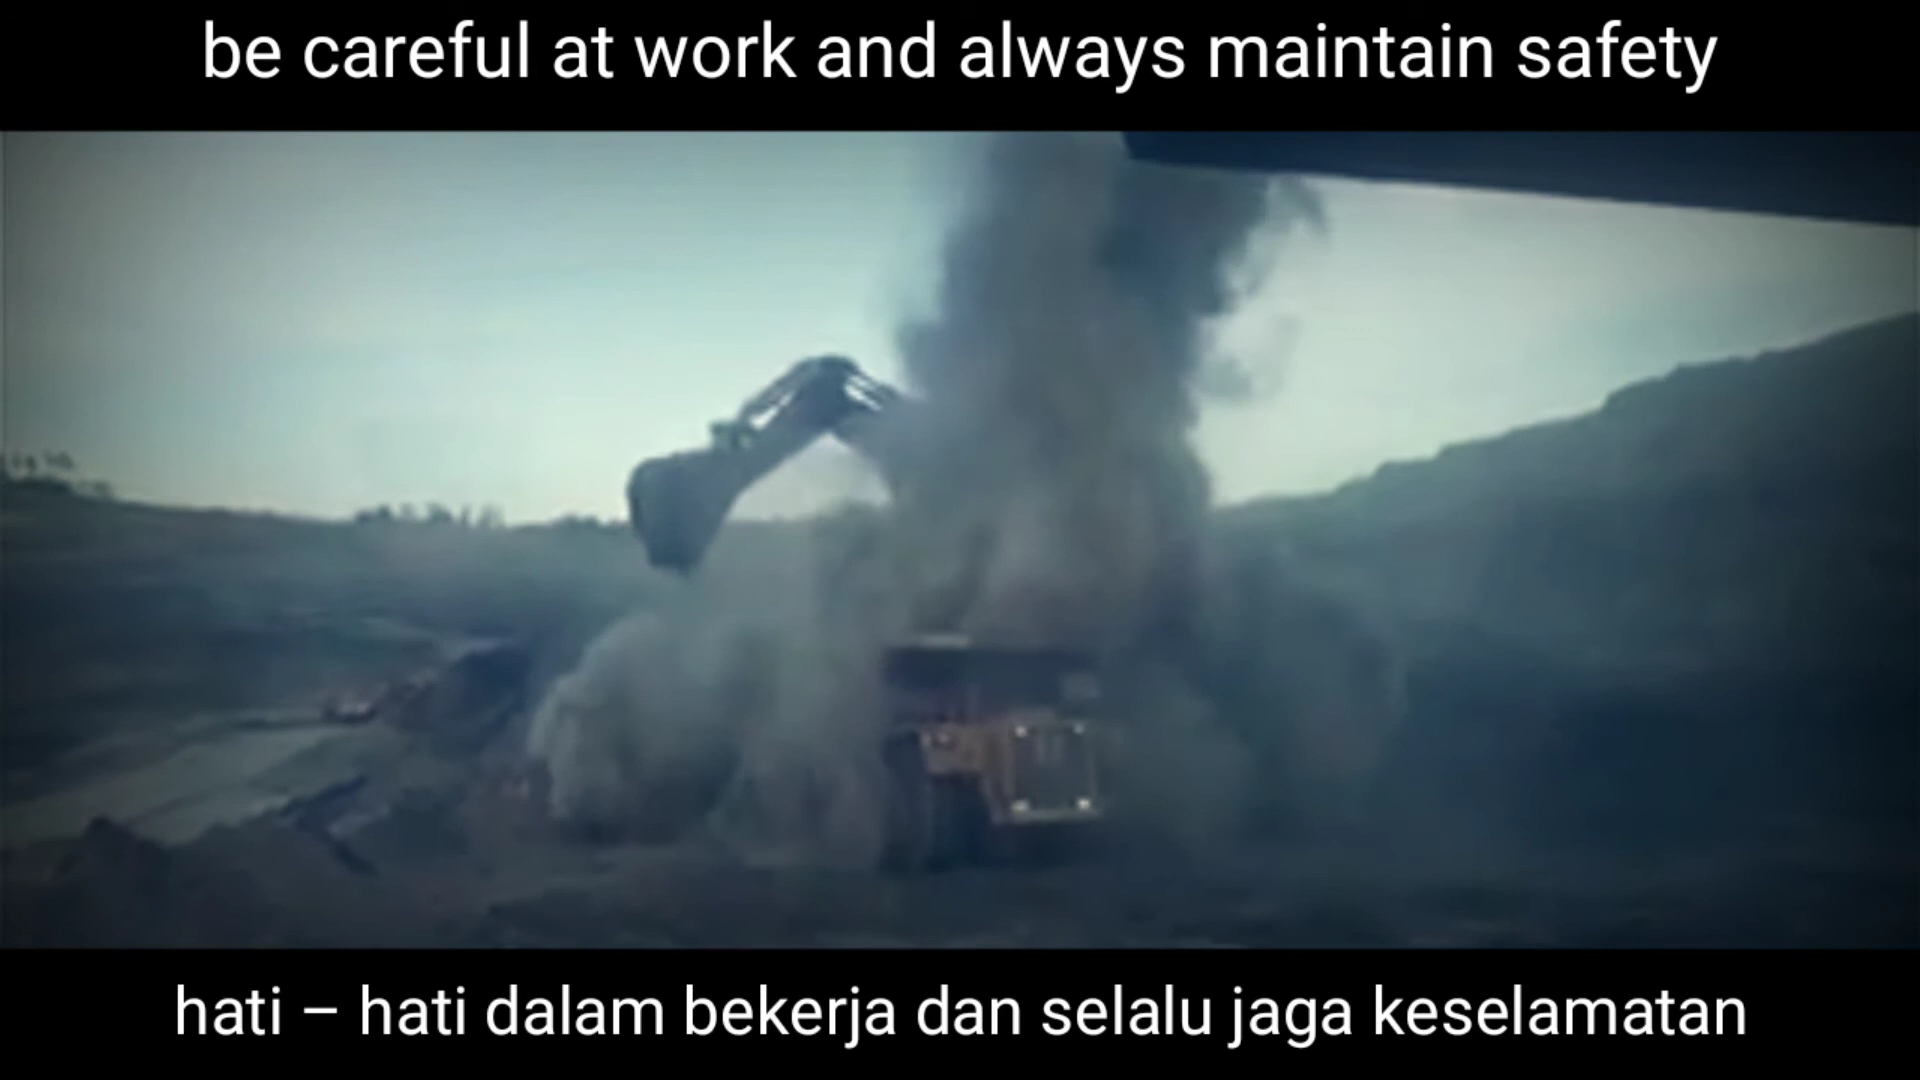 be careful at work and always maintain safety
hati – hati dalam bekerja dan selalu jaga keselamatan